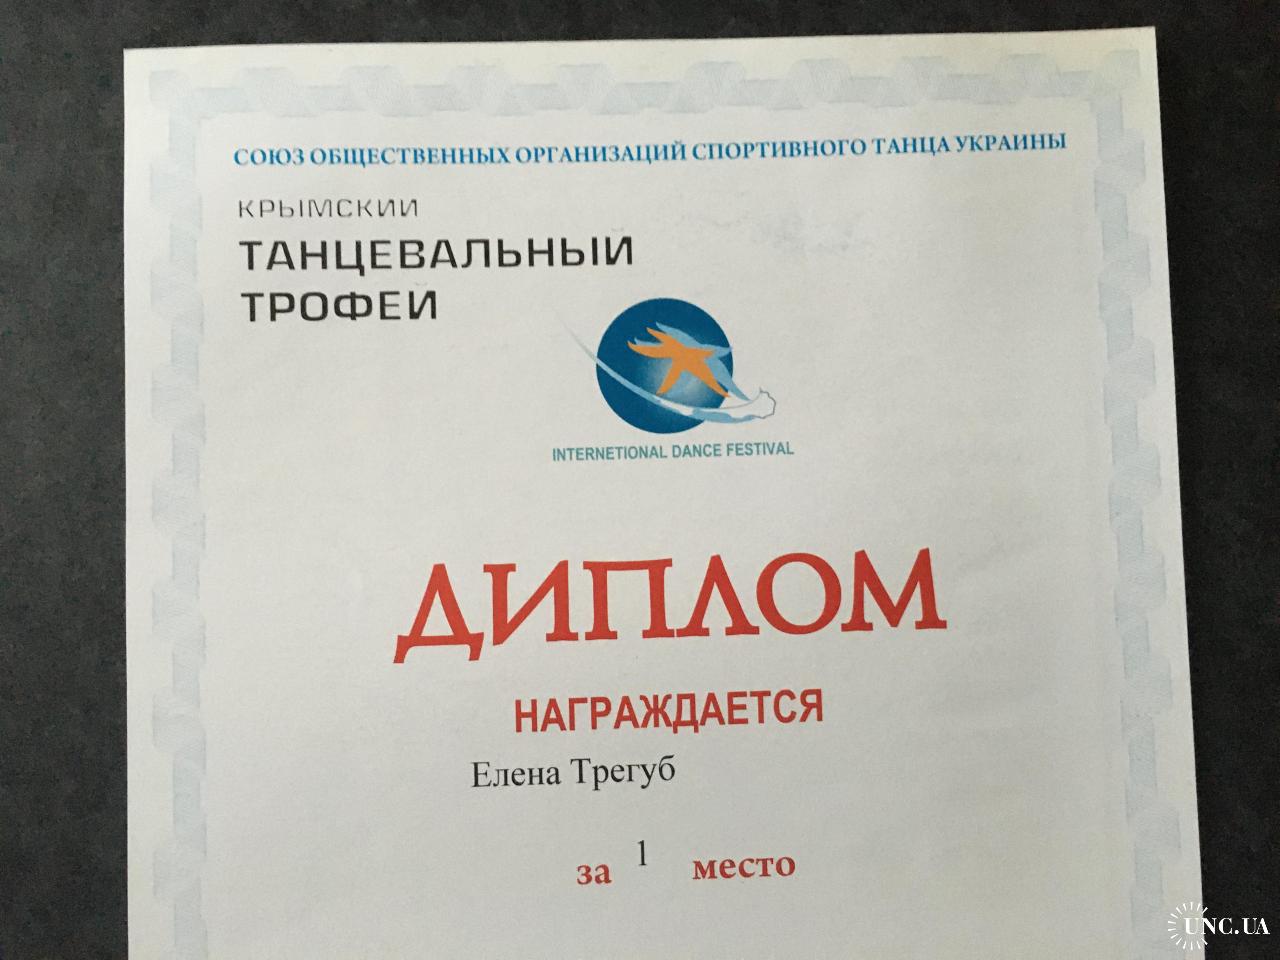 СОЮЗ ОБЩЕСТВЕННЫХ ОРГАНИЗАЦИЙ СПОРТИВНОГО ТАНЦА УКРАИНЫ
КРЫМСКИЙ
ТАНЦЕВАЛЬНЫЙ
ТРОФЕЙ
INTERNETIONAL DANCE FESTIVAL
ДИПЛОМ
НАГРАЖДАЕТСЯ
Елена Трегуб
за 1 место
UNC.UA